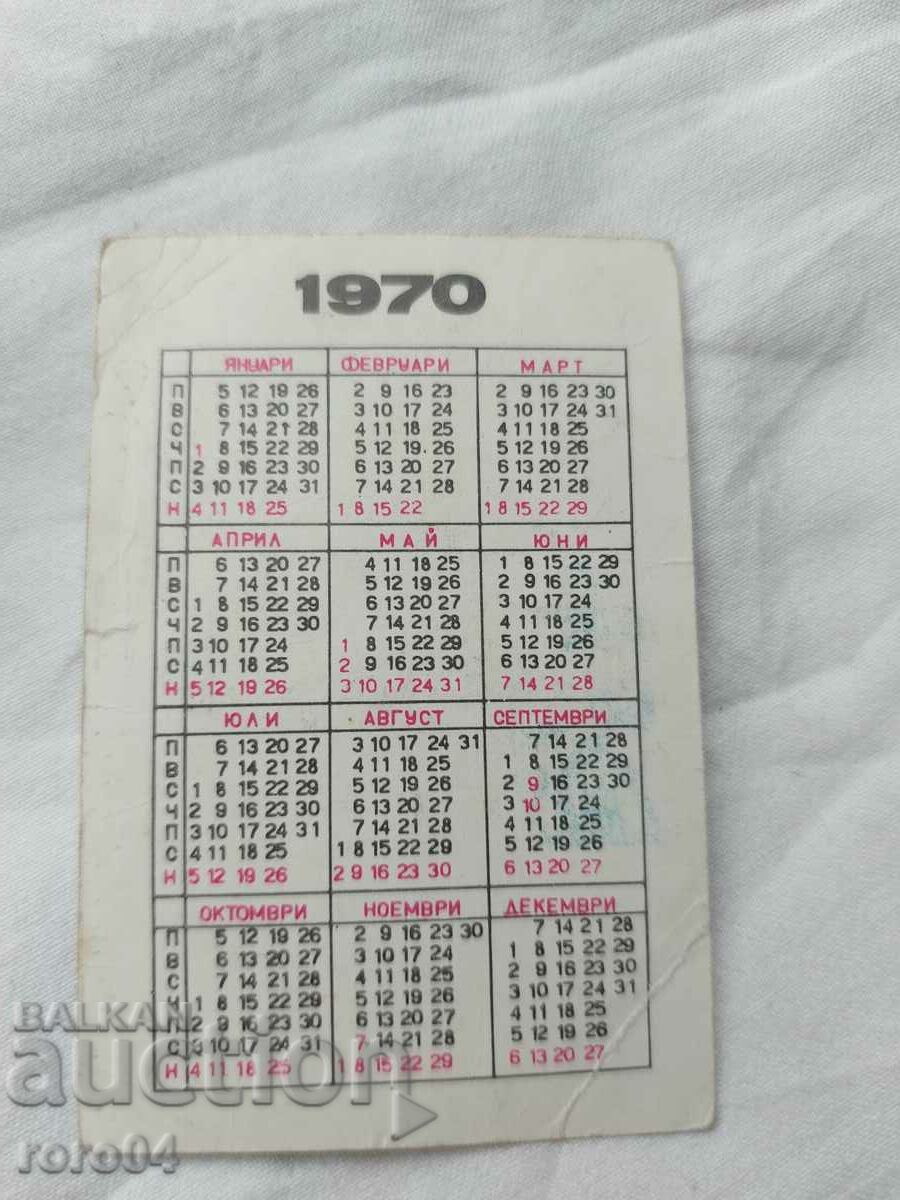 1970
ЯНУАРИ ФЕВРУАРИ МАРТ
П 5 12 19 26 2 9 16 23 2 9 16 23 30
В 6 13 20 27 3 10 17 24 3 10 17 24 31
С 7 14 21 28 4 11 18 25 4 11 18 25
Ч 1 8 15 22 29 5 12 19 26 5 12 19 26
П 2 9 16 23 30 6 13 20 27 6 13 20 27
С 3 10 17 24 31 7 14 21 28 7 14 21 28
Н 4 11 18 25 1 8 15 22 1 8 15 22 29
АПРИЛ МАЙ ЮНИ
П 6 13 20 27 4 11 18 25 1 8 15 22 29
В 7 14 21 28 5 12 19 26 2 9 16 23 30
С 1 8 15 22 29 6 13 20 27 3 10 17 24
Ч 2 9 16 23 30 7 14 21 28 4 11 18 25
П 3 10 17 24 1 8 15 22 29 5 12 19 26
С 4 11 18 25 2 9 16 23 30 6 13 20 27
Н 5 12 19 26 3 10 17 24 31 7 14 21 28
ЮЛИ АВГУСТ СЕПТЕМВРИ
П 6 13 20 27 3 10 17 24 31 7 14 21 28
В 7 14 21 28 4 11 18 25 1 8 15 22 29
С 1 8 15 22 29 5 12 19 26 2 9 16 23 30
Ч 2 9 16 23 30 6 13 20 27 3 10 17 24
П 3 10 17 24 31 7 14 21 28 4 11 18 25
С 4 11 18 25 1 8 15 22 29 5 12 19 26
Н 5 12 19 26 2 9 16 23 30 6 13 20 27
ОКТОМВРИ НОЕМВРИ ДЕКЕМВРИ
П 5 12 19 26 2 9 16 23 30 7 14 21 28
В 6 13 20 27 3 10 17 24 1 8 15 22 29
С 7 14 21 28 4 11 18 25 2 9 16 23 30
Ч 1 8 15 22 29 5 12 19 26 3 10 17 24 31
П 2 9 16 23 30 6 13 20 27 4 11 18 25
С 3 10 17 24 31 7 14 21 28 5 12 19 26
Н 4 11 18 25 1 8 15 22 29 6 13 20 27
BALKAN
auction
roro04